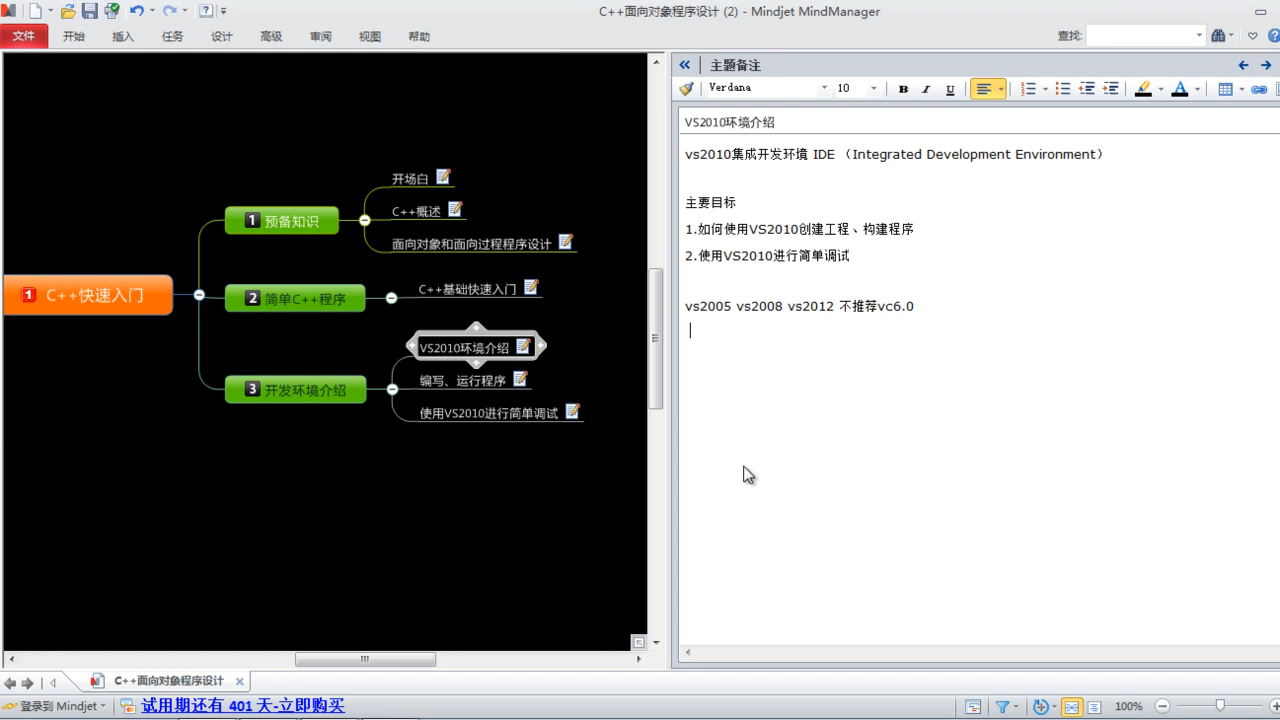 C++面向对象程序设计 (2) - Mindjet MindManager
文件 开始 插入 任务 设计 高级 审阅 视图 帮助 查找:
主题备注
Verdana 10 B I U A
VS2010环境介绍
vs2010集成开发环境 IDE （Integrated Development Environment）
主要目标
1.如何使用VS2010创建工程、构建程序
2.使用VS2010进行简单调试
vs2005 vs2008 vs2012 不推荐vc6.0
1 C++快速入门
1 预备知识
开场白
C++概述
面向对象和面向过程程序设计
2 简单C++程序
C++基础快速入门
3 开发环境介绍
VS2010环境介绍
编写、运行程序
使用VS2010进行简单调试
C++面向对象程序设计
登录到 Mindjet 试用期还有 401 天-立即购买 100%